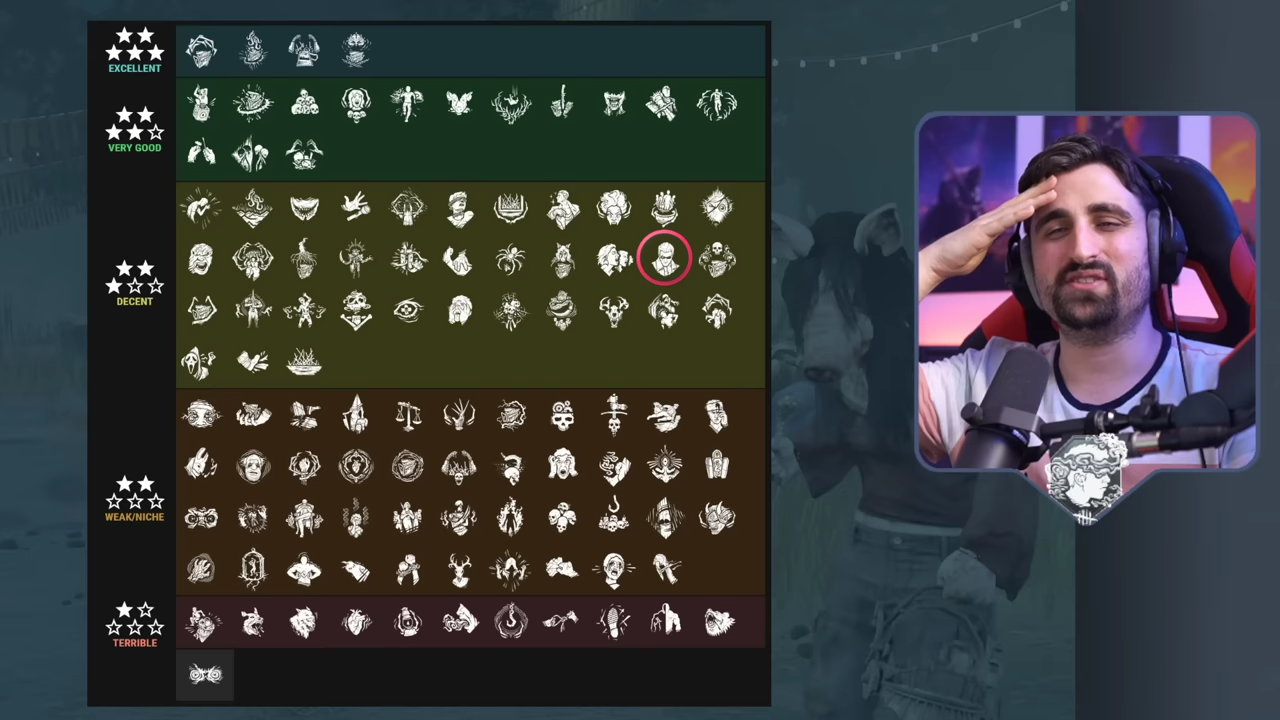 EXCELLENT
VERY GOOD
DECENT
WEAK/NICHE
TERRIBLE